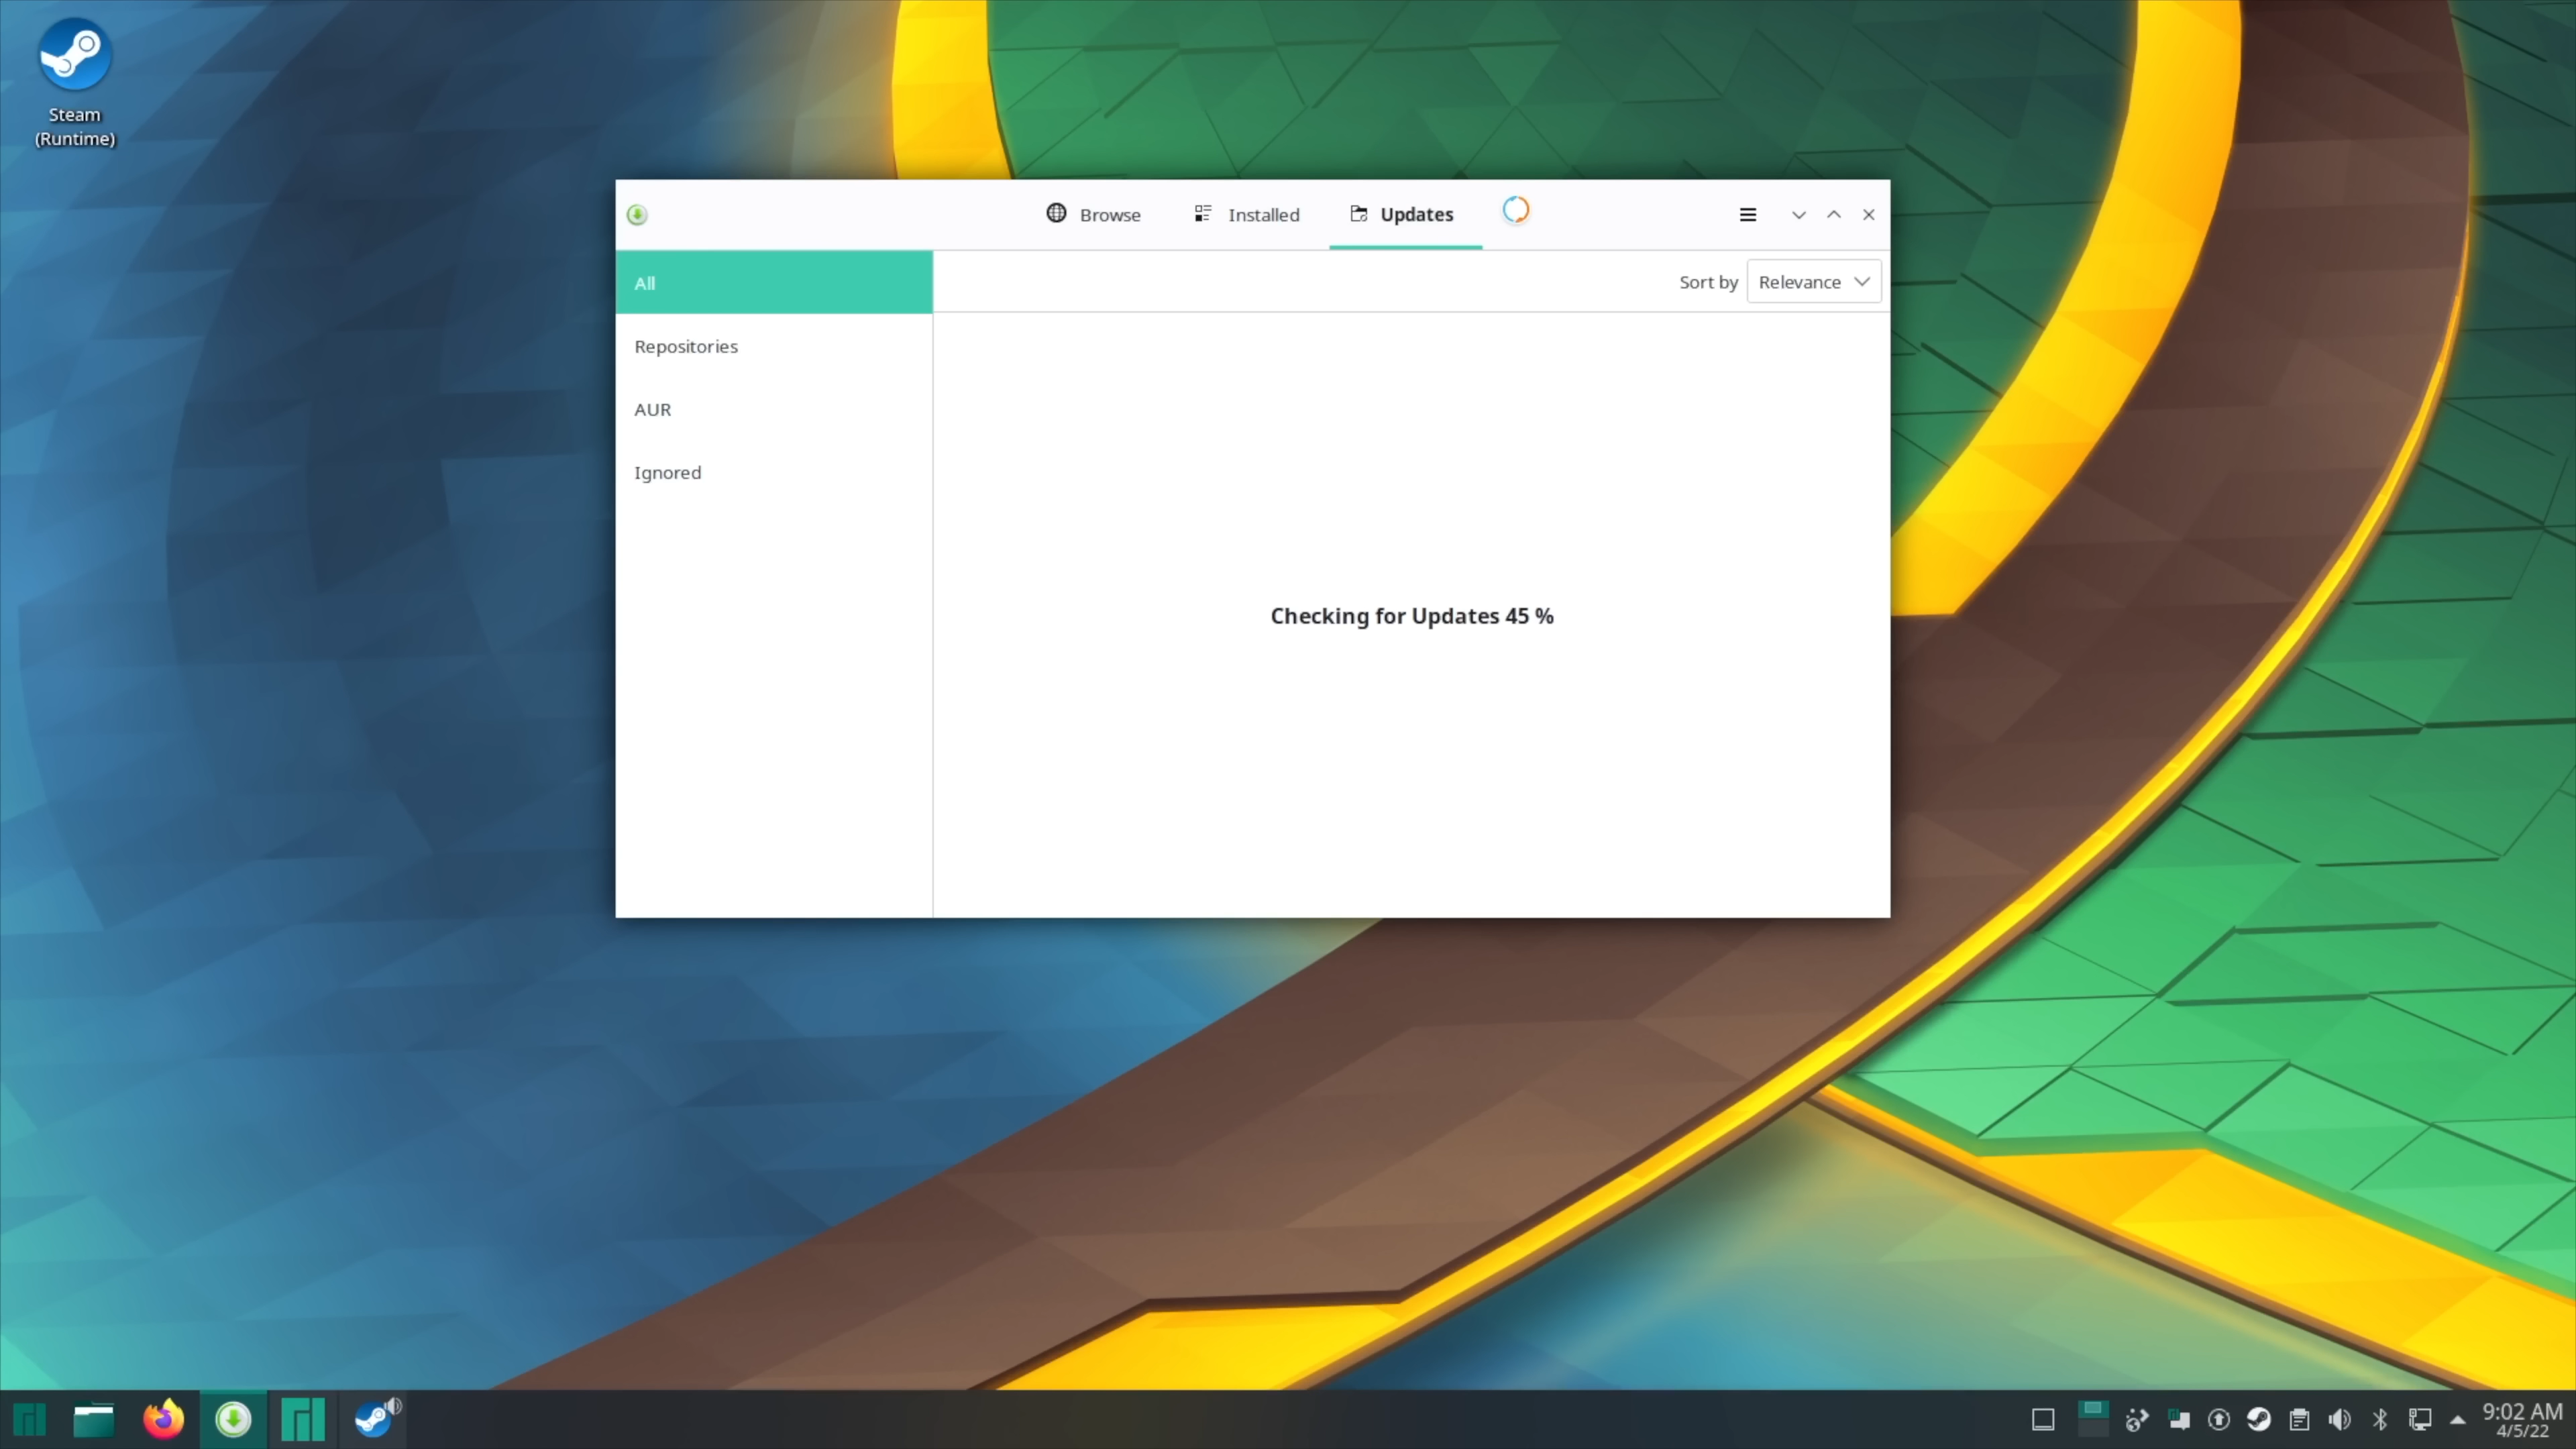 Steam
(Runtime)
Browse
Installed
Updates
All
Sort by
Relevance
Repositories
AUR
Ignored
Checking for Updates 45 %
9:02 AM
4/5/22